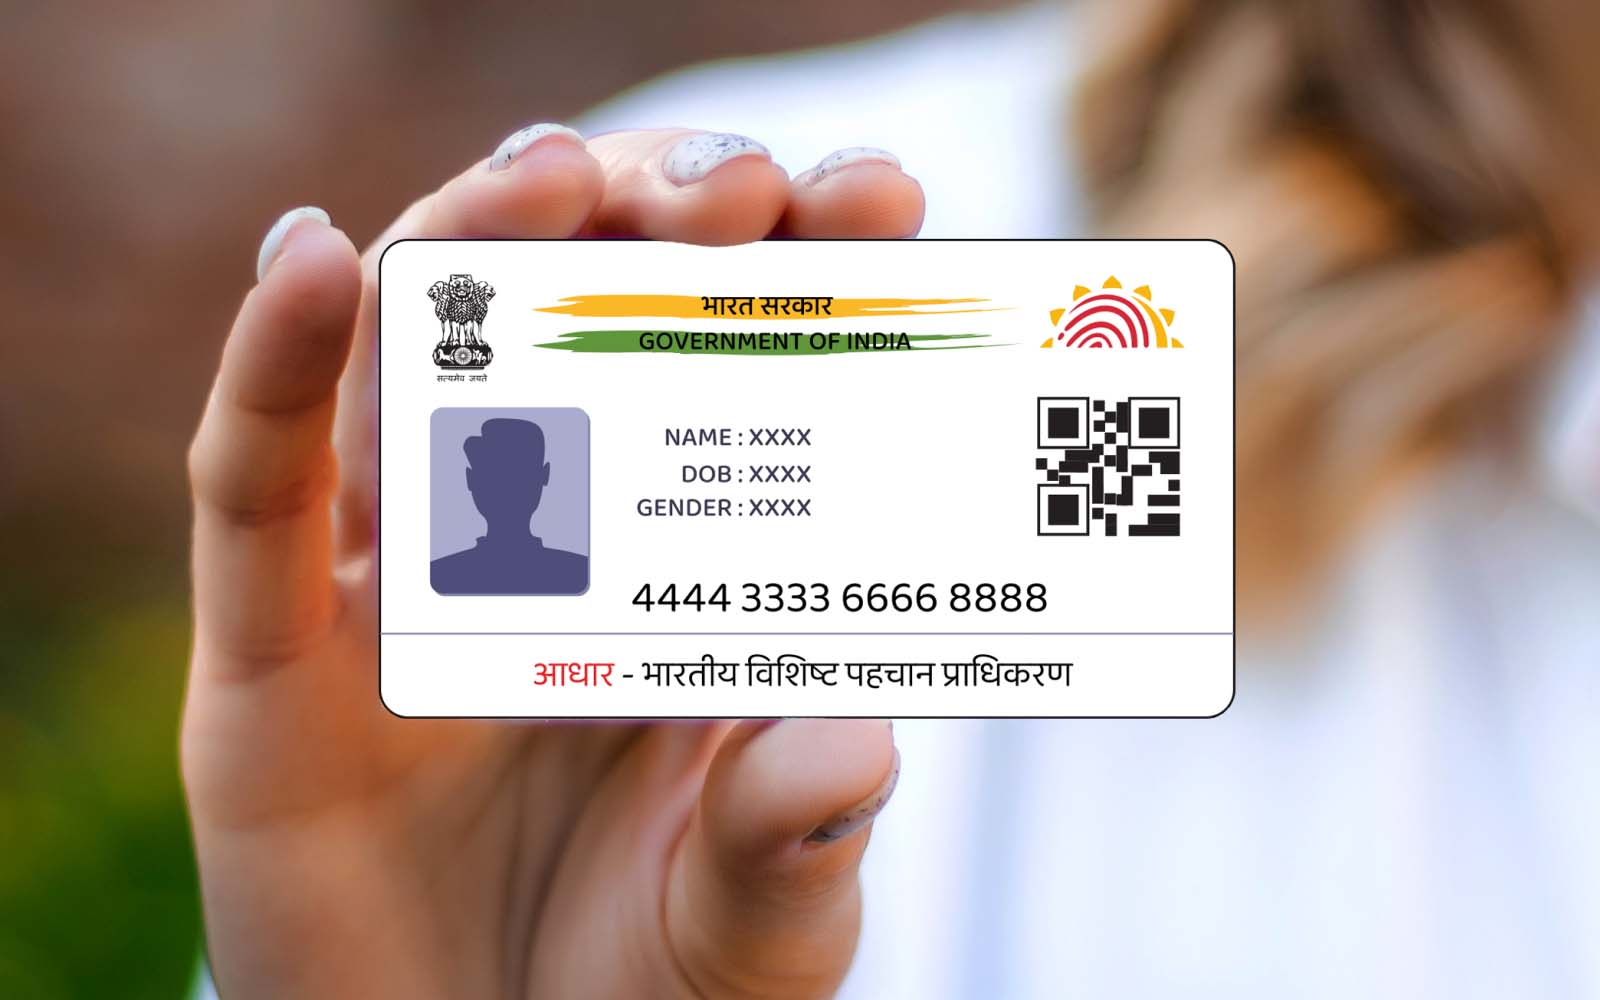 भारत सरकार
GOVERNMENT OF INDIA
सत्यमेव जयते
NAME : XXXX
DOB : XXXX
GENDER : XXXX
4444 3333 6666 8888
आधार - भारतीय विशिष्ट पहचान प्राधिकरण